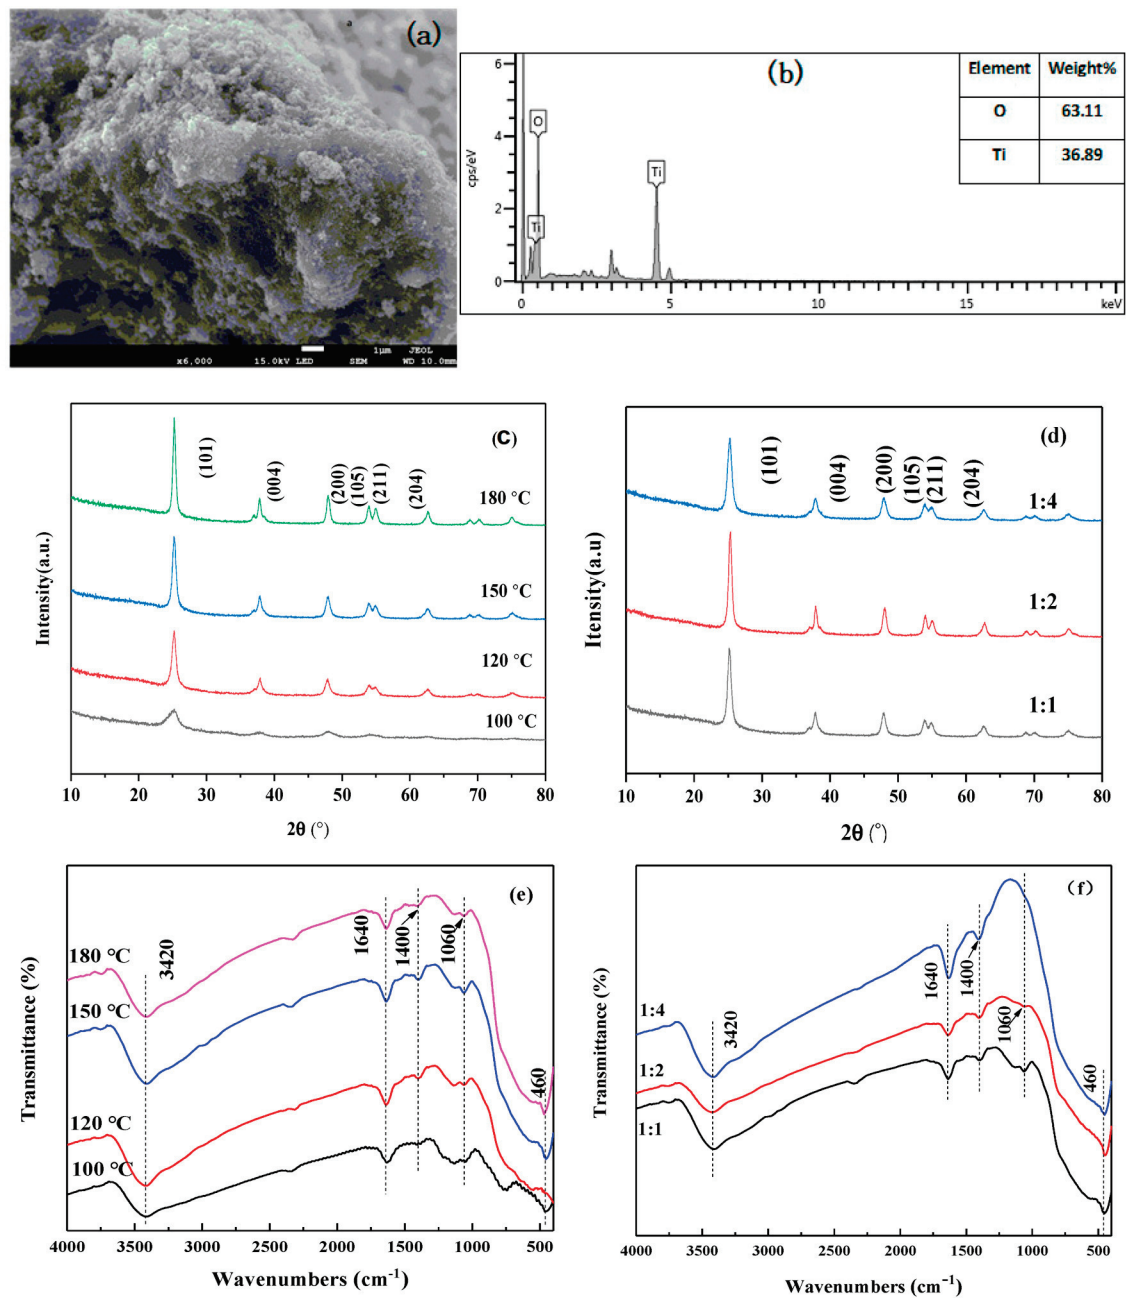 a
(a)
x6,000 15.0kV LED SEM 1μm JEOL WD 10.0mm
(b)
6
4
2
0
cps/eV
O
Ti
Ti
0 5 10 15 keV
Element Weight%
O 63.11
Ti 36.89
(C)
(101)
(004)
(200)
(105)
(211)
(204)
180 °C
150 °C
120 °C
100 °C
Intensity(a.u.)
10 20 30 40 50 60 70 80
2θ (°)
(d)
(101)
(004)
(200)
(105)
(211)
(204)
1:4
1:2
1:1
Itensity(a.u)
10 20 30 40 50 60 70 80
2θ (°)
(e)
180 °C
150 °C
120 °C
100 °C
3420
1640
1400
1060
460
Transmittance (%)
4000 3500 3000 2500 2000 1500 1000 500
Wavenumbers (cm⁻¹)
(f)
1:4
1:2
1:1
3420
1640
1400
1060
460
Transmittance (%)
4000 3500 3000 2500 2000 1500 1000 500
Wavenumbers (cm⁻¹)